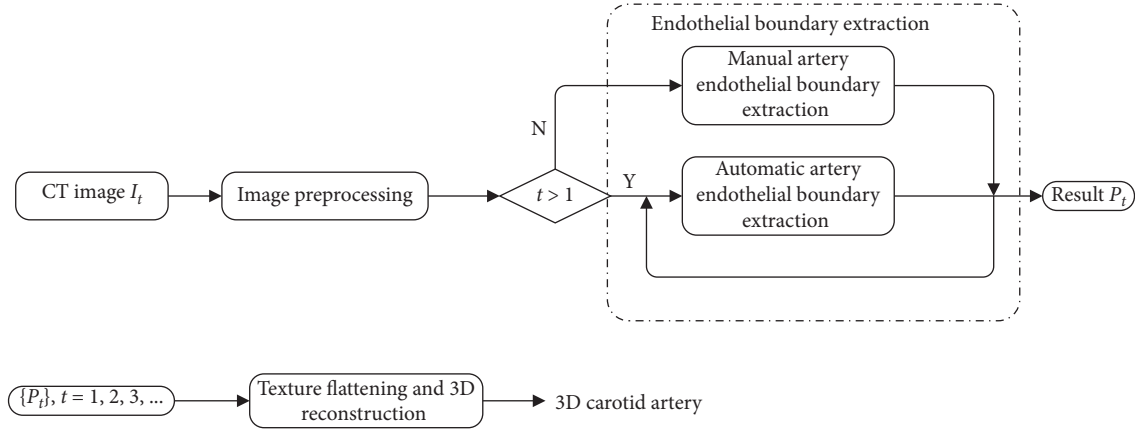 Endothelial boundary extraction
Manual artery
endothelial boundary
extraction
N
CT image I_t
Image preprocessing
t > 1
Y
Automatic artery
endothelial boundary
extraction
Result P_t
{P_t}, t = 1, 2, 3, ...
Texture flattening and 3D
reconstruction
3D carotid artery